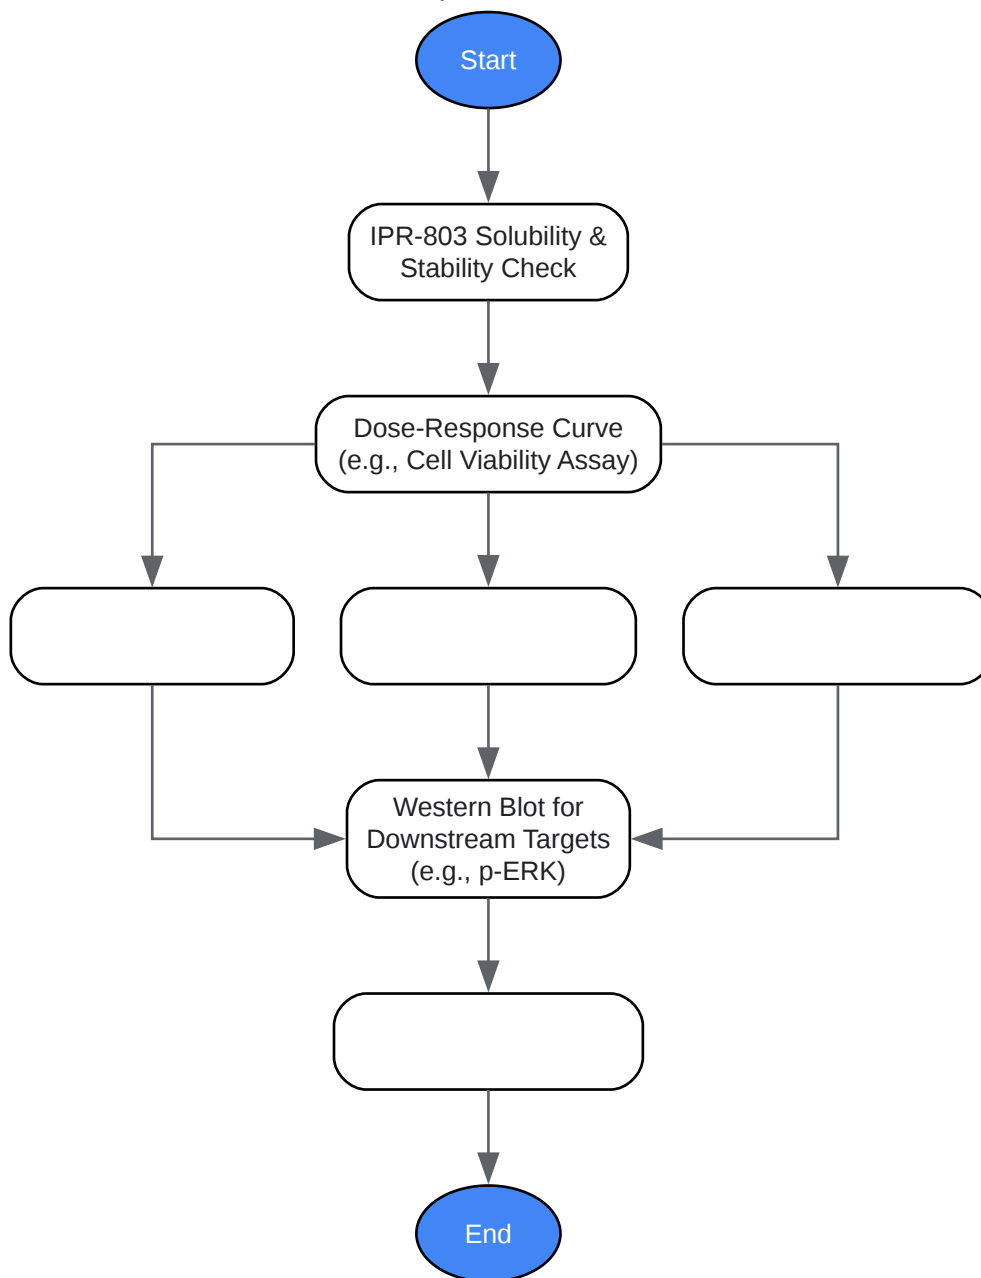 Start
IPR-803 Solubility &
Stability Check
Dose-Response Curve
(e.g., Cell Viability Assay)
Western Blot for
Downstream Targets
(e.g., p-ERK)
End